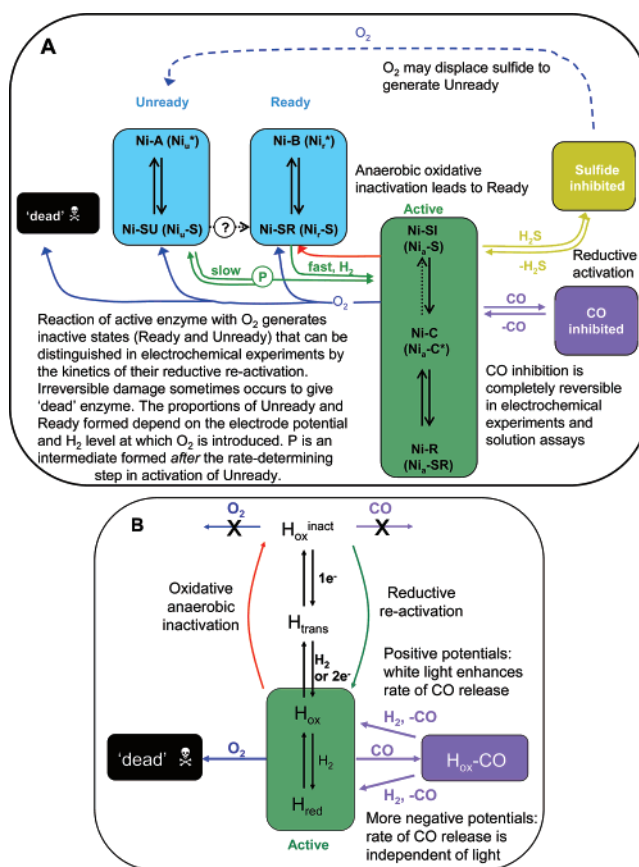 A
O₂
O₂ may displace sulfide to
generate Unready
Unready
Ready
Ni-A (Niᵤ*)
Ni-B (Niᵣ*)
Anaerobic oxidative
inactivation leads to Ready
Sulfide
inhibited
'dead' ☠
Ni-SU (Niᵤ-S)
?
Ni-SR (Niᵣ-S)
Active
Ni-SI
(Niₐ-S)
H₂S
-H₂S
slow
P
fast, H₂
Reductive
activation
O₂
CO
-CO
CO
inhibited
Ni-C
(Niₐ-C*)
Reaction of active enzyme with O₂ generates
inactive states (Ready and Unready) that can be
distinguished in electrochemical experiments by
the kinetics of their reductive re-activation.
Irreversible damage sometimes occurs to give
'dead' enzyme. The proportions of Unready and
Ready formed depend on the electrode potential
and H₂ level at which O₂ is introduced. P is an
intermediate formed after the rate-determining
step in activation of Unready.
CO inhibition is
completely reversible
in electrochemical
experiments and
solution assays
Ni-R
(Niₐ-SR)
B
O₂
X
Hₒₓⁱⁿᵃᶜᵗ
CO
X
Oxidative
anaerobic
inactivation
1e⁻
Reductive
re-activation
Hₜᵣₐₙₛ
H₂
or 2e⁻
Positive potentials:
white light enhances
rate of CO release
Hₒₓ
H₂, -CO
'dead' ☠
O₂
H₂
CO
Hₒₓ-CO
H₂, -CO
Hᵣₑd
Active
More negative potentials:
rate of CO release is
independent of light